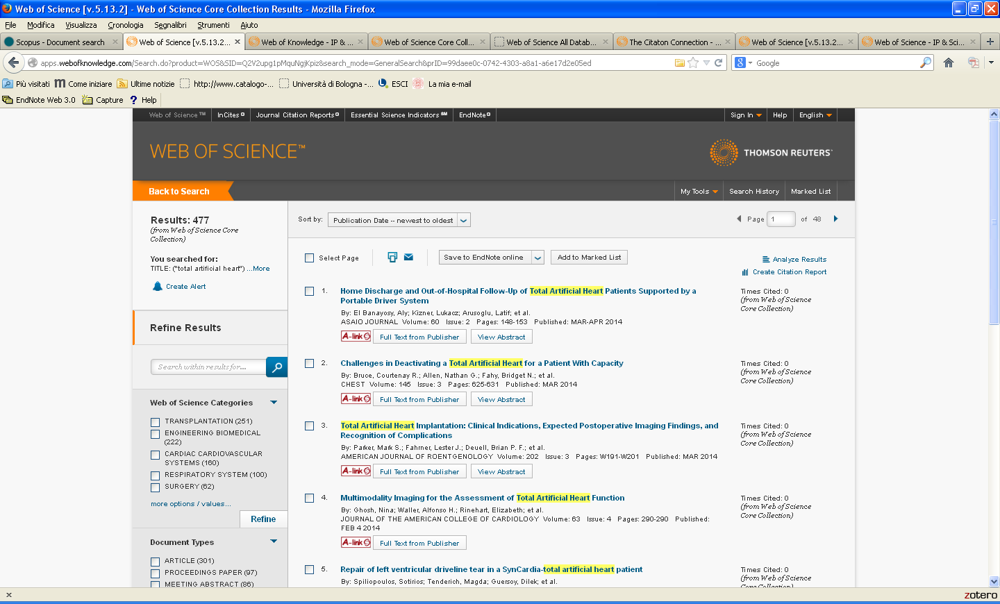 Web of Science [v.5.13.2] - Web of Science Core Collection Results - Mozilla Firefox
File Modifica Visualizza Cronologia Segnalibri Strumenti Aiuto
Scopus - Document search
Web of Science [v.5.13.2...
Web of Knowledge - IP & ...
Web of Science Core Coll...
Web of Science All Datab...
The Citaton Connection - ...
Web of Science [v.5.13.2...
Web of Science - IP & Sci...
apps.webofknowledge.com/Search.do?product=WOS&SID=Q2V2upg1pMquNgjKpiz&search_mode=GeneralSearch&prID=99daee0c-0742-4303-a8a1-a6e17d2e05ed
Google
Più visitati Come iniziare Ultime notizie http://www.catalogo-... Università di Bologna -... ESCI La mia e-mail
EndNote Web 3.0 Capture Help
Web of Science ™ InCites Journal Citation Reports Essential Science Indicators ℠ EndNote Sign In Help English
WEB OF SCIENCE™
THOMSON REUTERS™
Back to Search
My Tools Search History Marked List
Results: 477
(from Web of Science Core
Collection)
You searched for:
TITLE: ("total artificial heart") ...More
Create Alert
Refine Results
Search within results for...
Web of Science Categories
TRANSPLANTATION (251)
ENGINEERING BIOMEDICAL
(222)
CARDIAC CARDIOVASCULAR
SYSTEMS (160)
RESPIRATORY SYSTEM (100)
SURGERY (62)
more options / values...
Refine
Document Types
ARTICLE (301)
PROCEEDINGS PAPER (97)
MEETING ABSTRACT (86)
Sort by: Publication Date -- newest to oldest
Page 1 of 48
Select Page
Save to EndNote online
Add to Marked List
Analyze Results
Create Citation Report
1. Home Discharge and Out-of-Hospital Follow-Up of Total Artificial Heart Patients Supported by a
Portable Driver System
By: El Banayosy, Aly; Kizner, Lukacz; Arusoglu, Latif; et al.
ASAIO JOURNAL Volume: 60 Issue: 2 Pages: 148-153 Published: MAR-APR 2014
A-link Full Text from Publisher View Abstract
Times Cited: 0
(from Web of Science
Core Collection)
2. Challenges in Deactivating a Total Artificial Heart for a Patient With Capacity
By: Bruce, Courtenay R.; Allen, Nathan G.; Fahy, Bridget N.; et al.
CHEST Volume: 145 Issue: 3 Pages: 625-631 Published: MAR 2014
A-link Full Text from Publisher View Abstract
Times Cited: 0
(from Web of Science
Core Collection)
3. Total Artificial Heart Implantation: Clinical Indications, Expected Postoperative Imaging Findings, and
Recognition of Complications
By: Parker, Mark S.; Fahrner, Lester J.; Deuell, Brian P. F.; et al.
AMERICAN JOURNAL OF ROENTGENOLOGY Volume: 202 Issue: 3 Pages: W191-W201 Published: MAR 2014
A-link Full Text from Publisher View Abstract
Times Cited: 0
(from Web of Science
Core Collection)
4. Multimodality Imaging for the Assessment of Total Artificial Heart Function
By: Ghosh, Nina; Waller, Alfonso H.; Rinehart, Elizabeth; et al.
JOURNAL OF THE AMERICAN COLLEGE OF CARDIOLOGY Volume: 63 Issue: 4 Pages: 290-290 Published:
FEB 4 2014
A-link Full Text from Publisher
Times Cited: 0
(from Web of Science
Core Collection)
5. Repair of left ventricular driveline tear in a SynCardia-total artificial heart patient
By: Spiliopoulos, Sotirios; Tenderich, Magda; Guersoy, Dilek; et al.
Times Cited: 0
(from Web of Science
Core Collection)
zotero